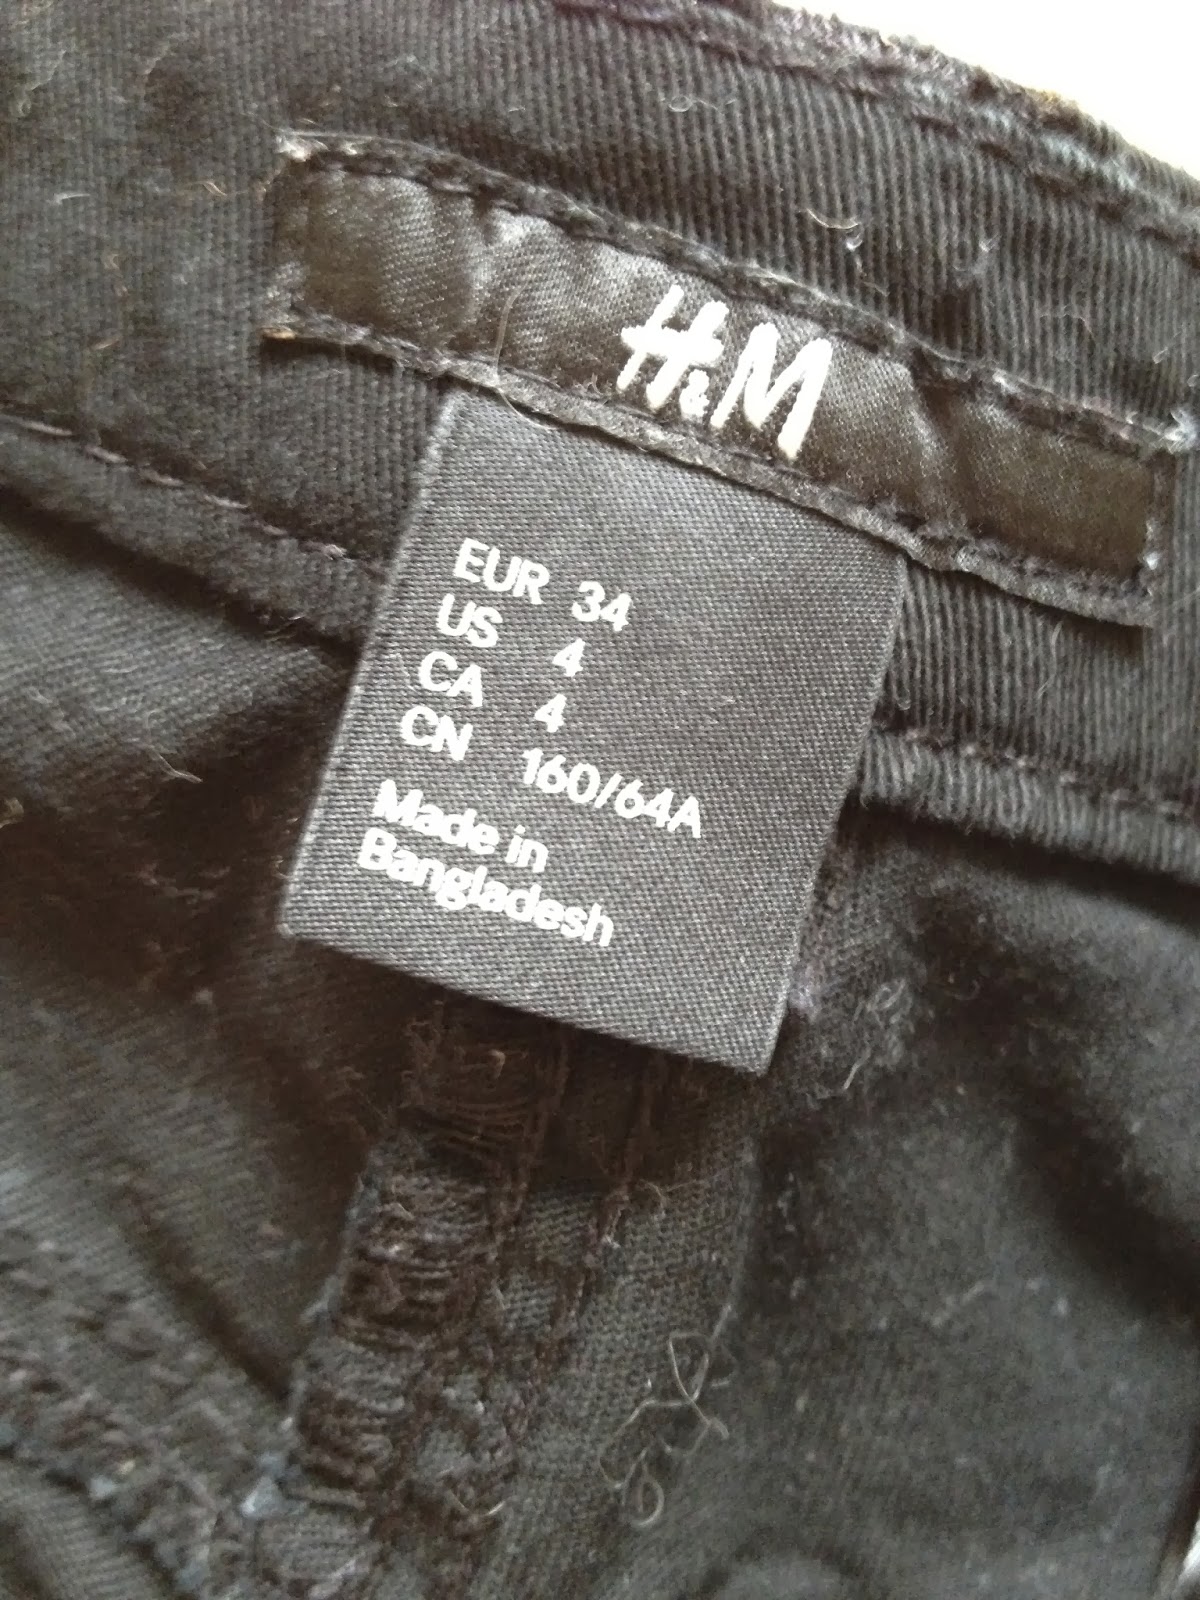 H&M
EUR 34
US 4
CA 4
CN 160/64A
Made in
Bangladesh